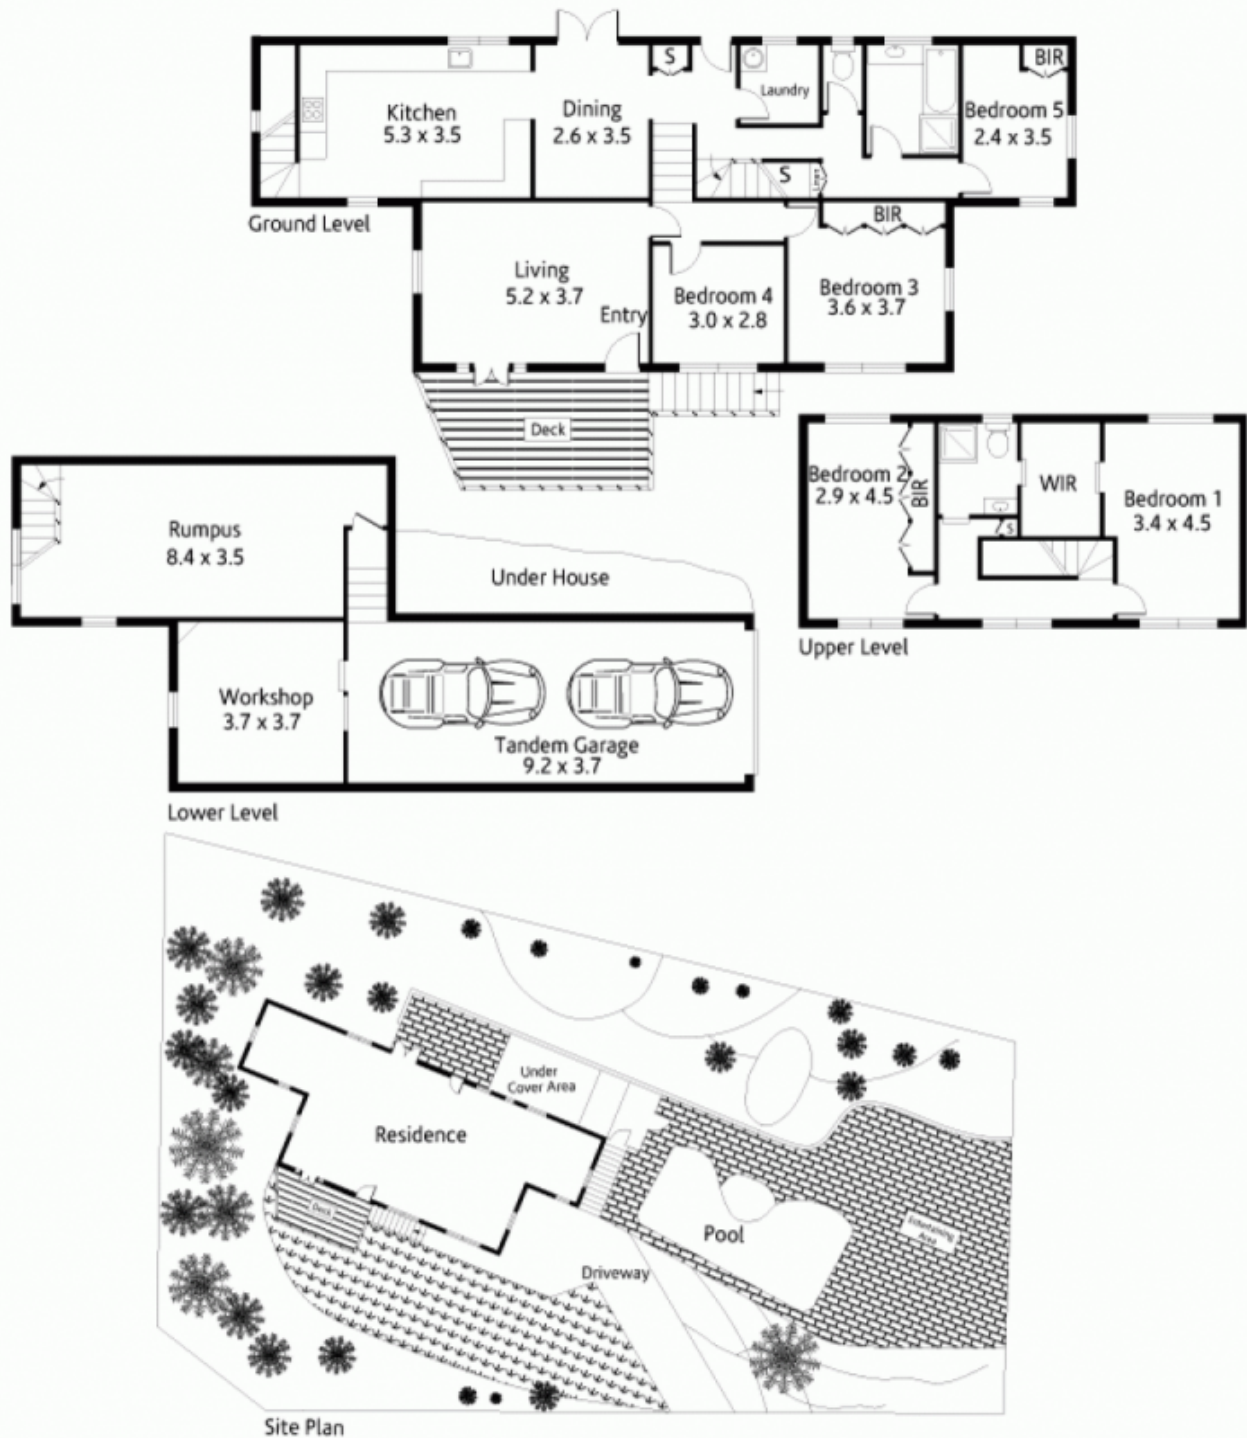 S
BIR
Laundry
Kitchen
5.3 x 3.5
Dining
2.6 x 3.5
Bedroom 5
2.4 x 3.5
S
Linen
Ground Level
BIR
Living
5.2 x 3.7
Entry
Bedroom 4
3.0 x 2.8
Bedroom 3
3.6 x 3.7
Deck
Bedroom 2
2.9 x 4.5
BIR
WIR
Bedroom 1
3.4 x 4.5
S
Upper Level
Rumpus
8.4 x 3.5
Under House
Workshop
3.7 x 3.7
Tandem Garage
9.2 x 3.7
Lower Level
Under
Cover Area
Residence
Deck
Pool
Entertaining
Area
Driveway
Site Plan